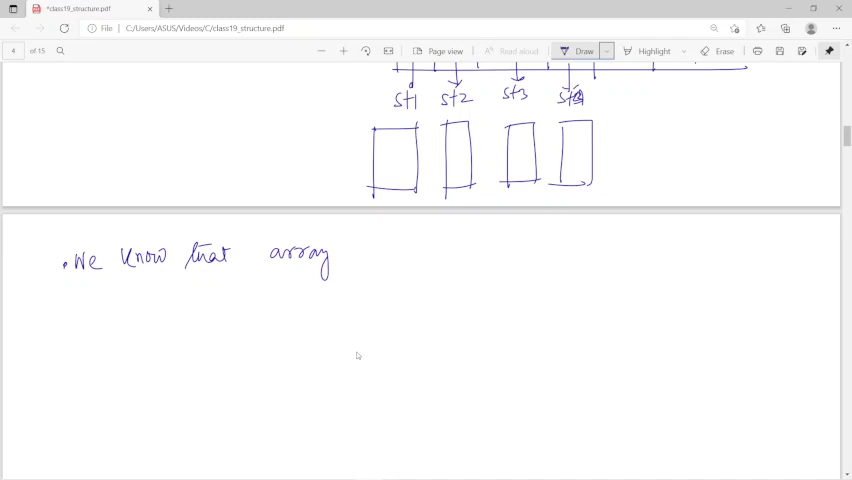 *class19_structure.pdf
File C:/Users/ASUS/Videos/C/class19_structure.pdf
4 of 15 Page view Read aloud Draw Highlight Erase
st1 st2 st3
. We know that array